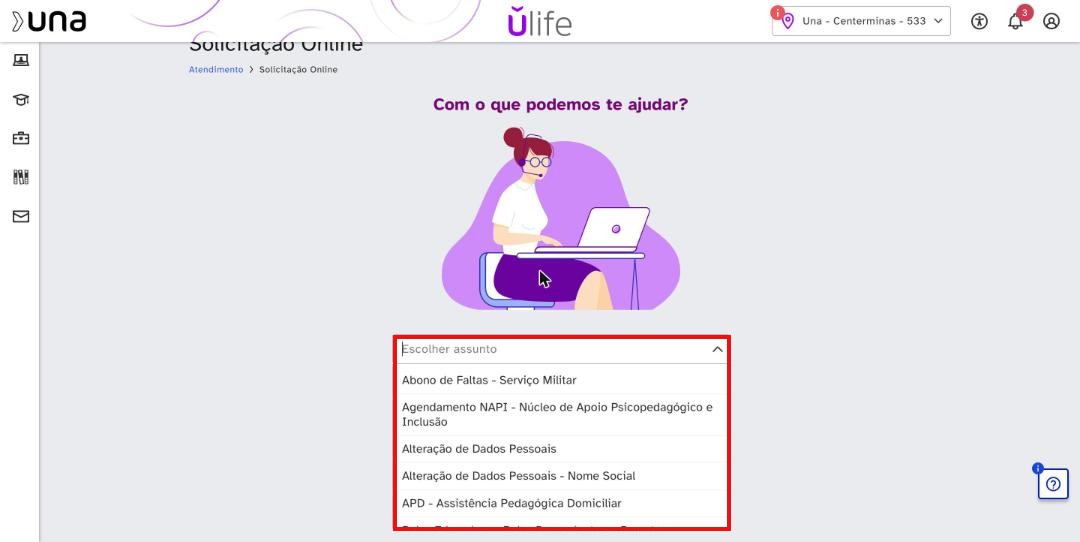 una
ulife
Una - Centerminas - 533
3
Solicitação Online
Atendimento > Solicitação Online
Com o que podemos te ajudar?
Escolher assunto
Abono de Faltas - Serviço Militar
Agendamento NAPI - Núcleo de Apoio Psicopedagógico e
Inclusão
Alteração de Dados Pessoais
Alteração de Dados Pessoais - Nome Social
APD - Assistência Pedagógica Domiciliar